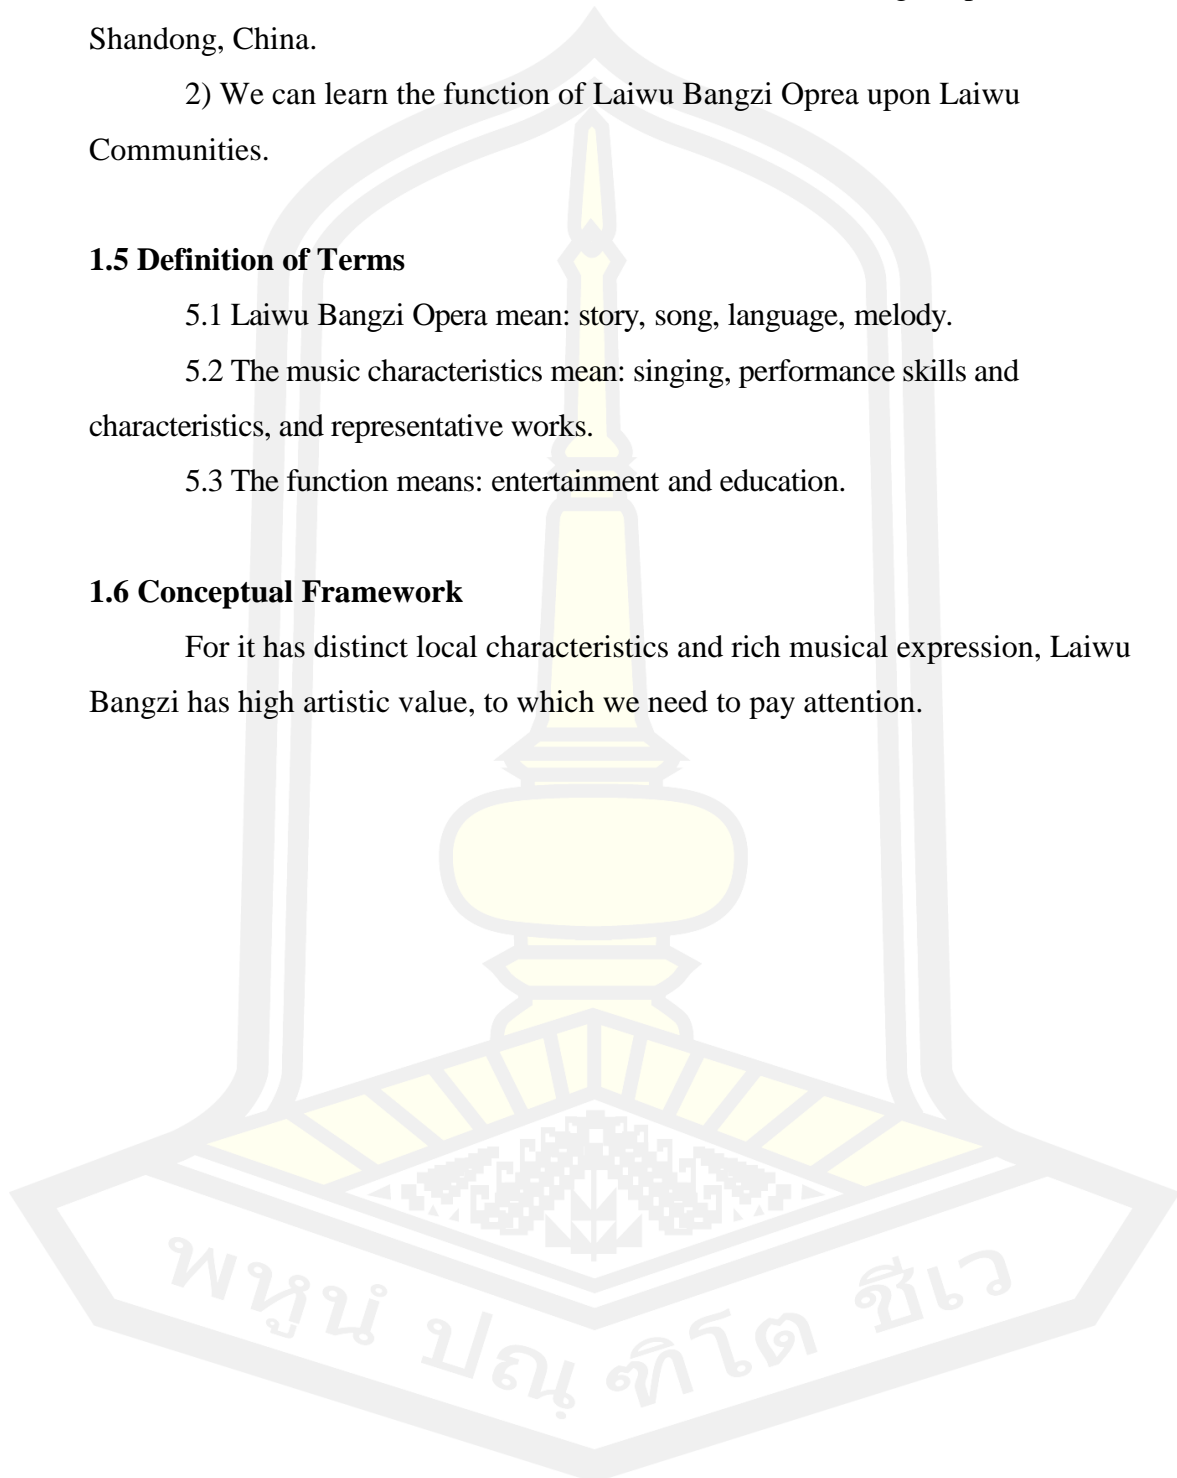 Shandong, China.
2) We can learn the function of Laiwu Bangzi Oprea upon Laiwu
Communities.
1.5 Definition of Terms
5.1 Laiwu Bangzi Opera mean: story, song, language, melody.
5.2 The music characteristics mean: singing, performance skills and
characteristics, and representative works.
5.3 The function means: entertainment and education.
1.6 Conceptual Framework
For it has distinct local characteristics and rich musical expression, Laiwu
Bangzi has high artistic value, to which we need to pay attention.
พหูนํ ปณฺฑิโต ชีเว